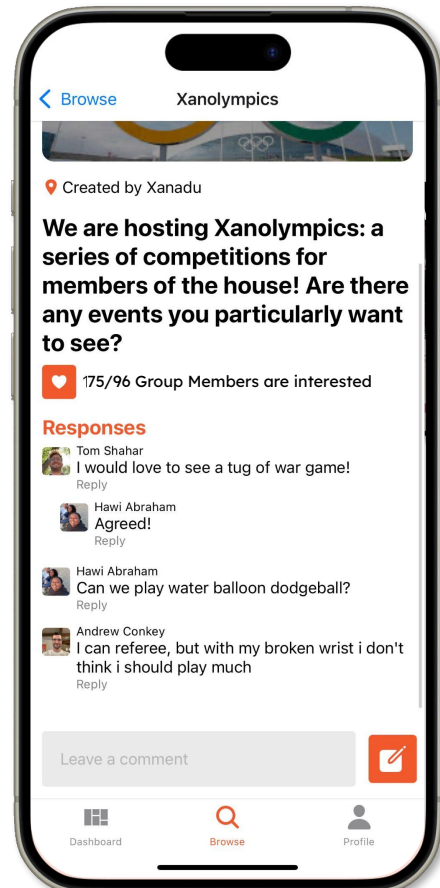 Browse
Xanolympics
Created by Xanadu
We are hosting Xanolympics: a
series of competitions for
members of the house! Are there
any events you particularly want
to see?
175/96 Group Members are interested
Responses
Tom Shahar
I would love to see a tug of war game!
Reply
Hawi Abraham
Agreed!
Reply
Hawi Abraham
Can we play water balloon dodgeball?
Reply
Andrew Conkey
I can referee, but with my broken wrist i don't
think i should play much
Reply
Leave a comment
Dashboard
Browse
Profile